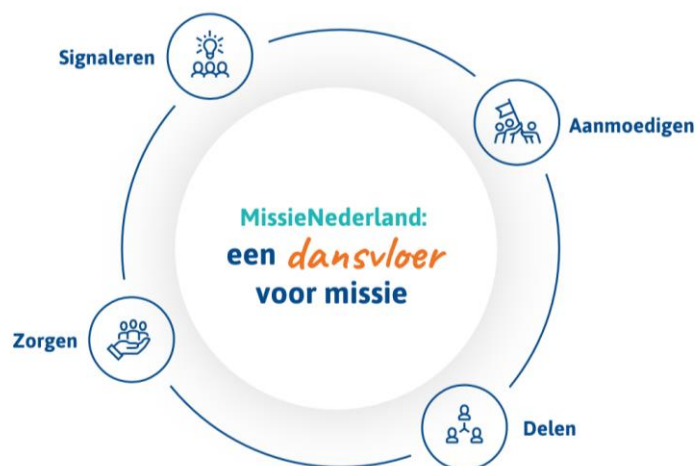 Signaleren
Aanmoedigen
MissieNederland:
een dansvloer
voor missie
Zorgen
Delen